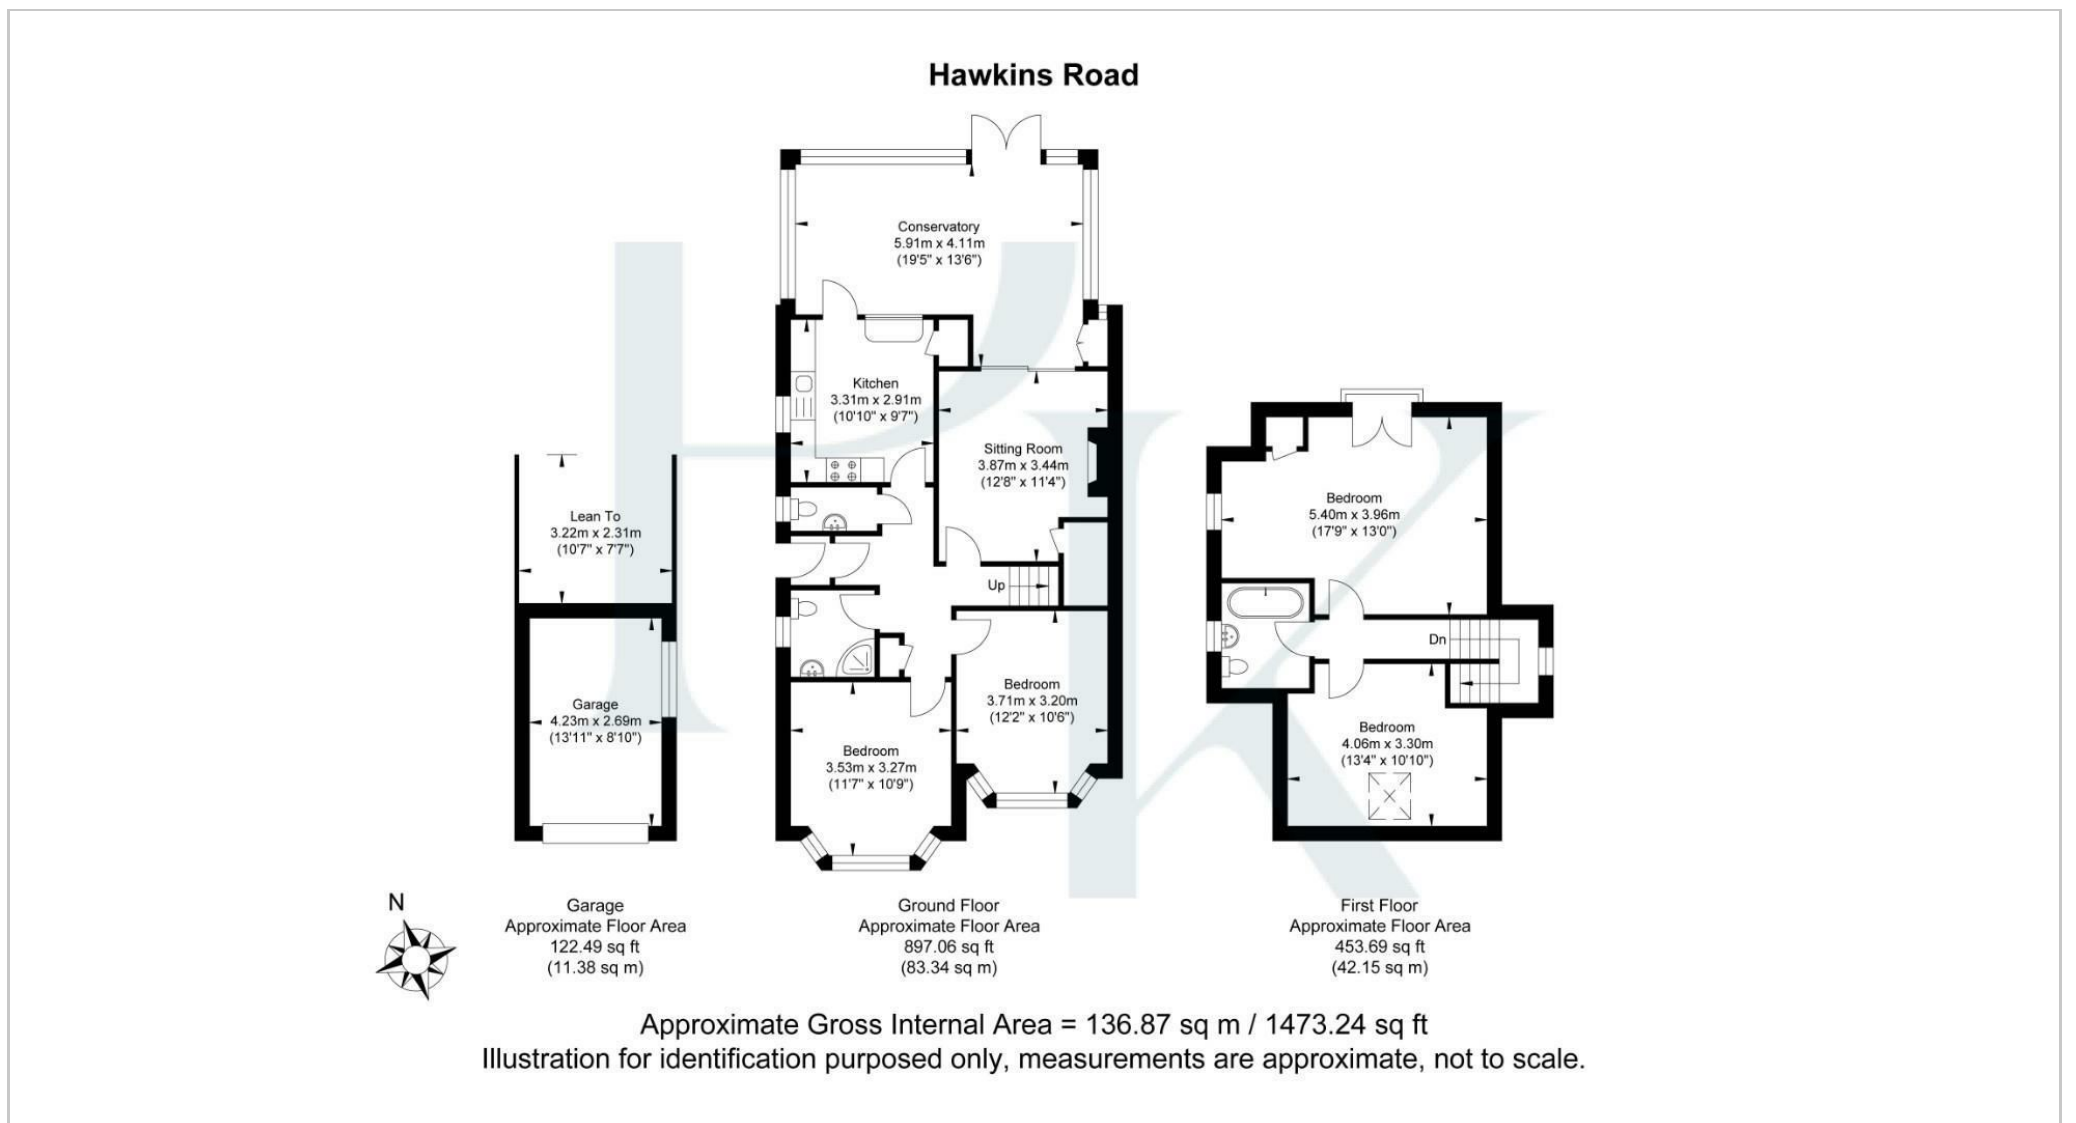 Hawkins Road
Conservatory
5.91m x 4.11m
(19'5" x 13'6")
Kitchen
3.31m x 2.91m
(10'10" x 9'7")
Sitting Room
3.87m x 3.44m
(12'8" x 11'4")
Up
Bedroom
3.71m x 3.20m
(12'2" x 10'6")
Bedroom
3.53m x 3.27m
(11'7" x 10'9")
Lean To
3.22m x 2.31m
(10'7" x 7'7")
Garage
4.23m x 2.69m
(13'11" x 8'10")
Bedroom
5.40m x 3.96m
(17'9" x 13'0")
Dn
Bedroom
4.06m x 3.30m
(13'4" x 10'10")
N
Garage
Approximate Floor Area
122.49 sq ft
(11.38 sq m)
Ground Floor
Approximate Floor Area
897.06 sq ft
(83.34 sq m)
First Floor
Approximate Floor Area
453.69 sq ft
(42.15 sq m)
Approximate Gross Internal Area = 136.87 sq m / 1473.24 sq ft
Illustration for identification purposed only, measurements are approximate, not to scale.